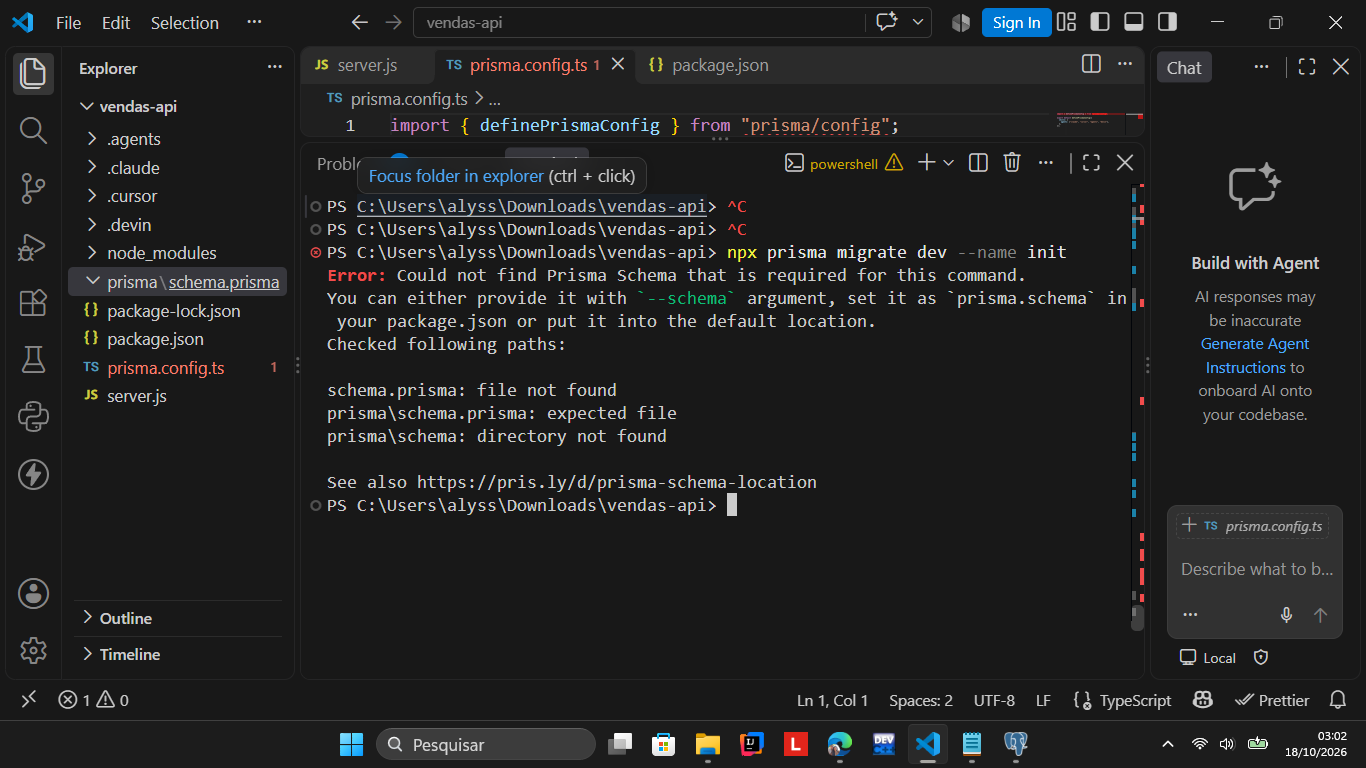 File Edit Selection ···
vendas-api
Sign In
Explorer ···
JS server.js
TS prisma.config.ts 1
{} package.json
···
Chat ···
vendas-api
TS prisma.config.ts > ...
.agents
1 import { definePrismaConfig } from "prisma/config";
.claude
Focus folder in explorer (ctrl + click)
powershell
···
.cursor
.devin
node_modules
prisma\schema.prisma
{} package-lock.json
{} package.json
TS prisma.config.ts 1
JS server.js
PS C:\Users\alyss\Downloads\vendas-api> ^C
PS C:\Users\alyss\Downloads\vendas-api> ^C
PS C:\Users\alyss\Downloads\vendas-api> npx prisma migrate dev --name init
Error: Could not find Prisma Schema that is required for this command.
You can either provide it with `--schema` argument, set it as `prisma.schema` in
your package.json or put it into the default location.
Checked following paths:
schema.prisma: file not found
prisma\schema.prisma: expected file
prisma\schema: directory not found
See also https://pris.ly/d/prisma-schema-location
PS C:\Users\alyss\Downloads\vendas-api>
Build with Agent
AI responses may
be inaccurate
Generate Agent
Instructions to
onboard AI onto
your codebase.
+ TS prisma.config.ts
Describe what to b...
···
Local
Outline
Timeline
1 0
Ln 1, Col 1 Spaces: 2 UTF-8 LF {} TypeScript Prettier
Pesquisar
L
DEV
03:02
18/10/2026